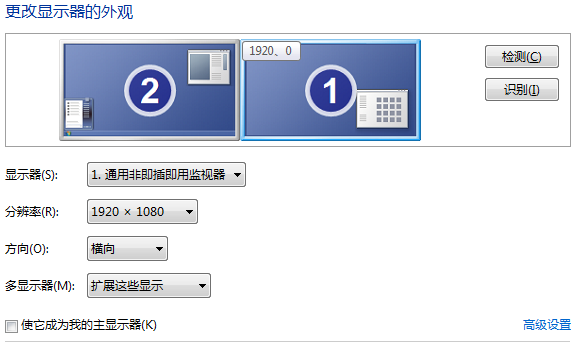 更改显示器的外观
1920、0
2
1
检测(C)
识别(I)
显示器(S):
1. 通用非即插即用监视器
分辨率(R):
1920 × 1080
方向(O):
横向
多显示器(M):
扩展这些显示
使它成为我的主显示器(K)
高级设置